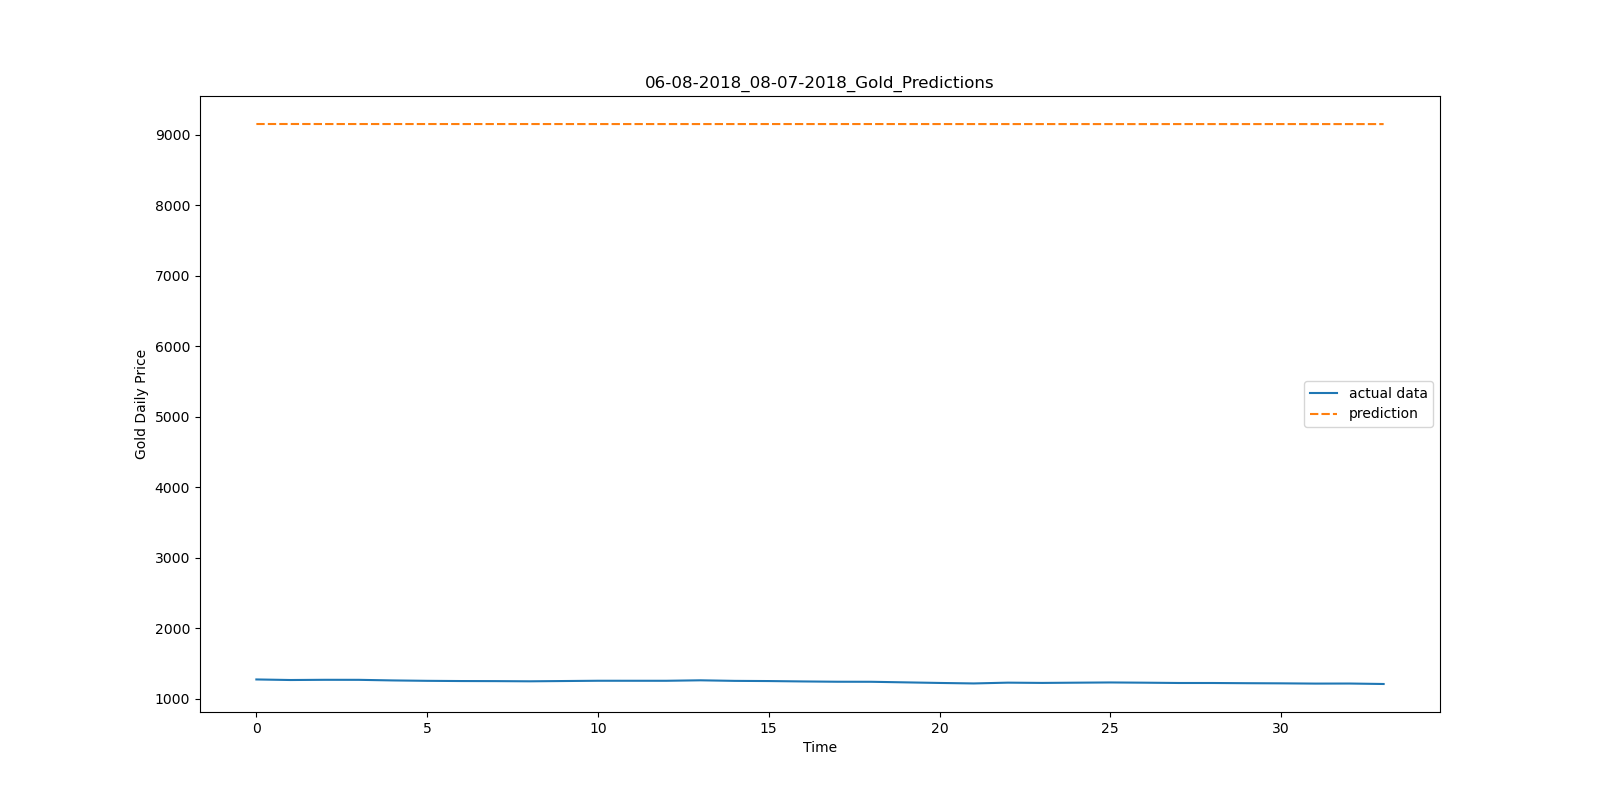 06-08-2018_08-07-2018_Gold_Predictions
Gold Daily Price
9000
8000
7000
6000
5000
4000
3000
2000
1000
actual data
prediction
0 5 10 15 20 25 30
Time